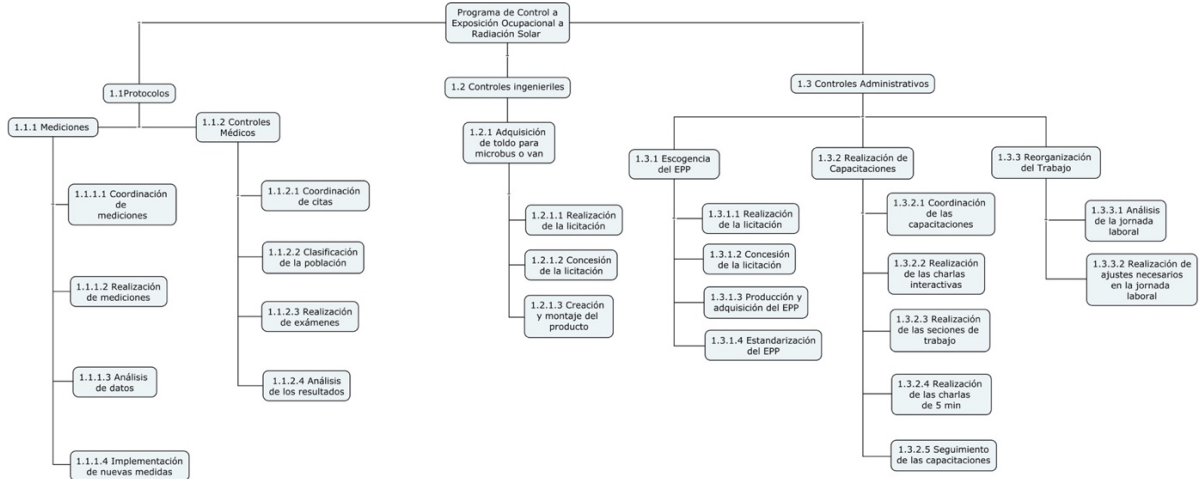 Programa de Control a
Exposición Ocupacional a
Radiación Solar
1.1Protocolos
1.1.1 Mediciones
1.1.1.1 Coordinación
de
mediciones
1.1.1.2 Realización
de mediciones
1.1.1.3 Análisis
de datos
1.1.1.4 Implementación
de nuevas medidas
1.1.2 Controles
Médicos
1.1.2.1 Coordinación
de citas
1.1.2.2 Clasificación
de la población
1.1.2.3 Realización
de exámenes
1.1.2.4 Análisis
de los resultados
1.2 Controles ingenieriles
1.2.1 Adquisición
de toldo para
microbus o van
1.2.1.1 Realización
de la licitación
1.2.1.2 Concesión
de la licitación
1.2.1.3 Creación
y montaje del
producto
1.3 Controles Administrativos
1.3.1 Escogencia
del EPP
1.3.1.1 Realización
de la licitación
1.3.1.2 Concesión
de la licitación
1.3.1.3 Producción y
adquisición del EPP
1.3.1.4 Estandarización
del EPP
1.3.2 Realización de
Capacitaciones
1.3.2.1 Coordinación
de las
capacitaciones
1.3.2.2 Realización
de las charlas
interactivas
1.3.2.3 Realización
de las seciones de
trabajo
1.3.2.4 Realización
de las charlas
de 5 min
1.3.2.5 Seguimiento
de las capacitaciones
1.3.3 Reorganización
del Trabajo
1.3.3.1 Análisis
de la jornada
laboral
1.3.3.2 Realización de
ajustes necesarios
en la jornada
laboral